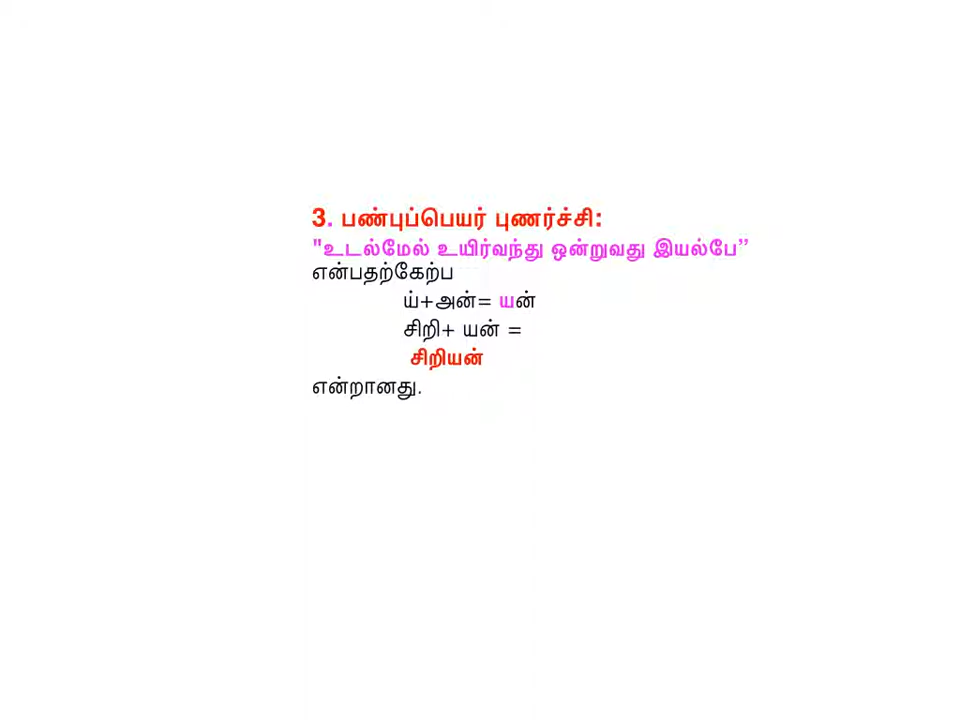 3. பண்புப்பெயர் புணர்ச்சி:
"உடல்மேல் உயிர்வந்து ஒன்றுவது இயல்பே”
என்பதற்கேற்ப
ய்+அன்= யன்
சிறி+ யன் =
சிறியன்
என்றானது.